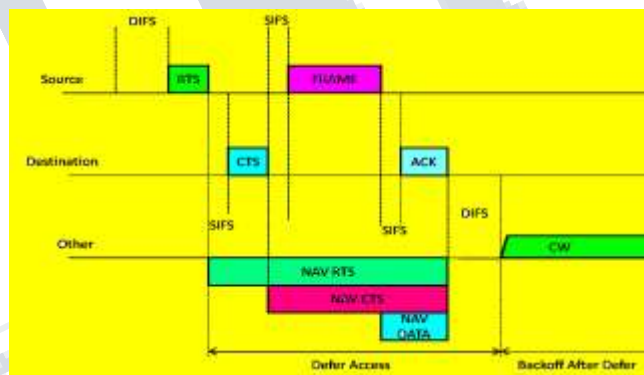 DIFS
SIFS
Source
RTS
FRAME
Destination
CTS
ACK
SIFS
SIFS
DIFS
Other
CW
NAV RTS
NAV CTS
NAV
DATA
Defer Access
Backoff After Defer